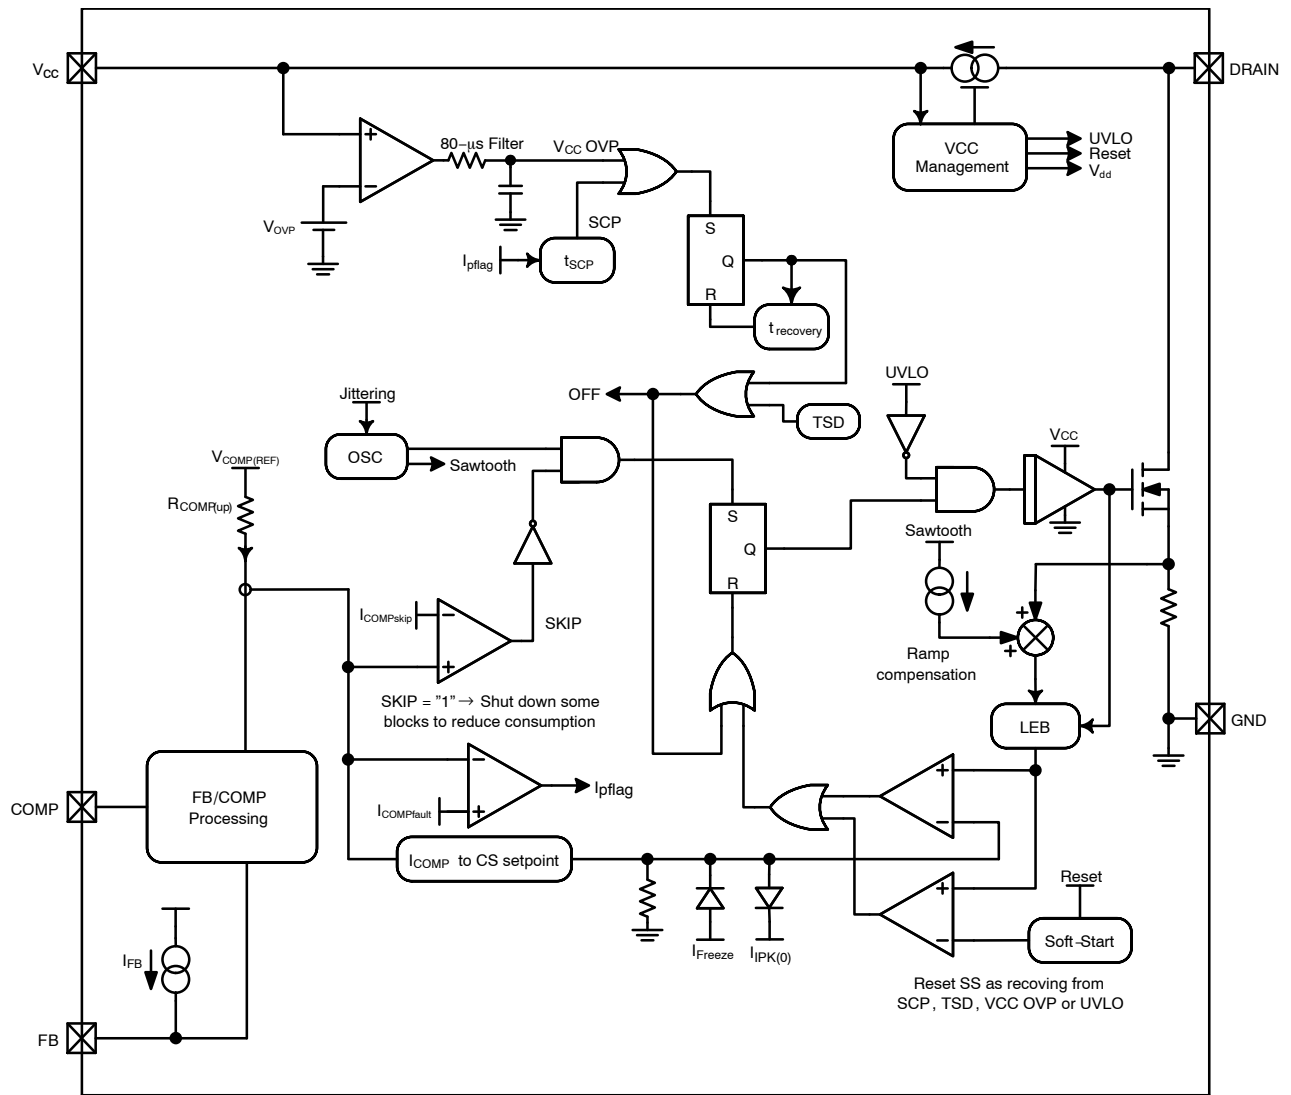 VCC
DRAIN
80–μs Filter
VCC OVP
UVLO
Reset
Vdd
VCC
Management
VOVP
SCP
Ipflag
tSCP
S
Q
R
trecovery
Jittering
OFF
TSD
UVLO
OSC
Sawtooth
VCOMP(REF)
RCOMP(up)
VCC
S
Q
R
Sawtooth
ICOMPskip
–
+
SKIP
+
+
Ramp
compensation
SKIP = ”1” → Shut down some
blocks to reduce consumption
LEB
GND
COMP
FB/COMP
Processing
–
+
Ipflag
ICOMPfault
+
–
ICOMP to CS setpoint
IFreeze
IIPK(0)
+
–
Reset
Soft–Start
IFB
Reset SS as recoving from
SCP, TSD, VCC OVP or UVLO
FB
+
–